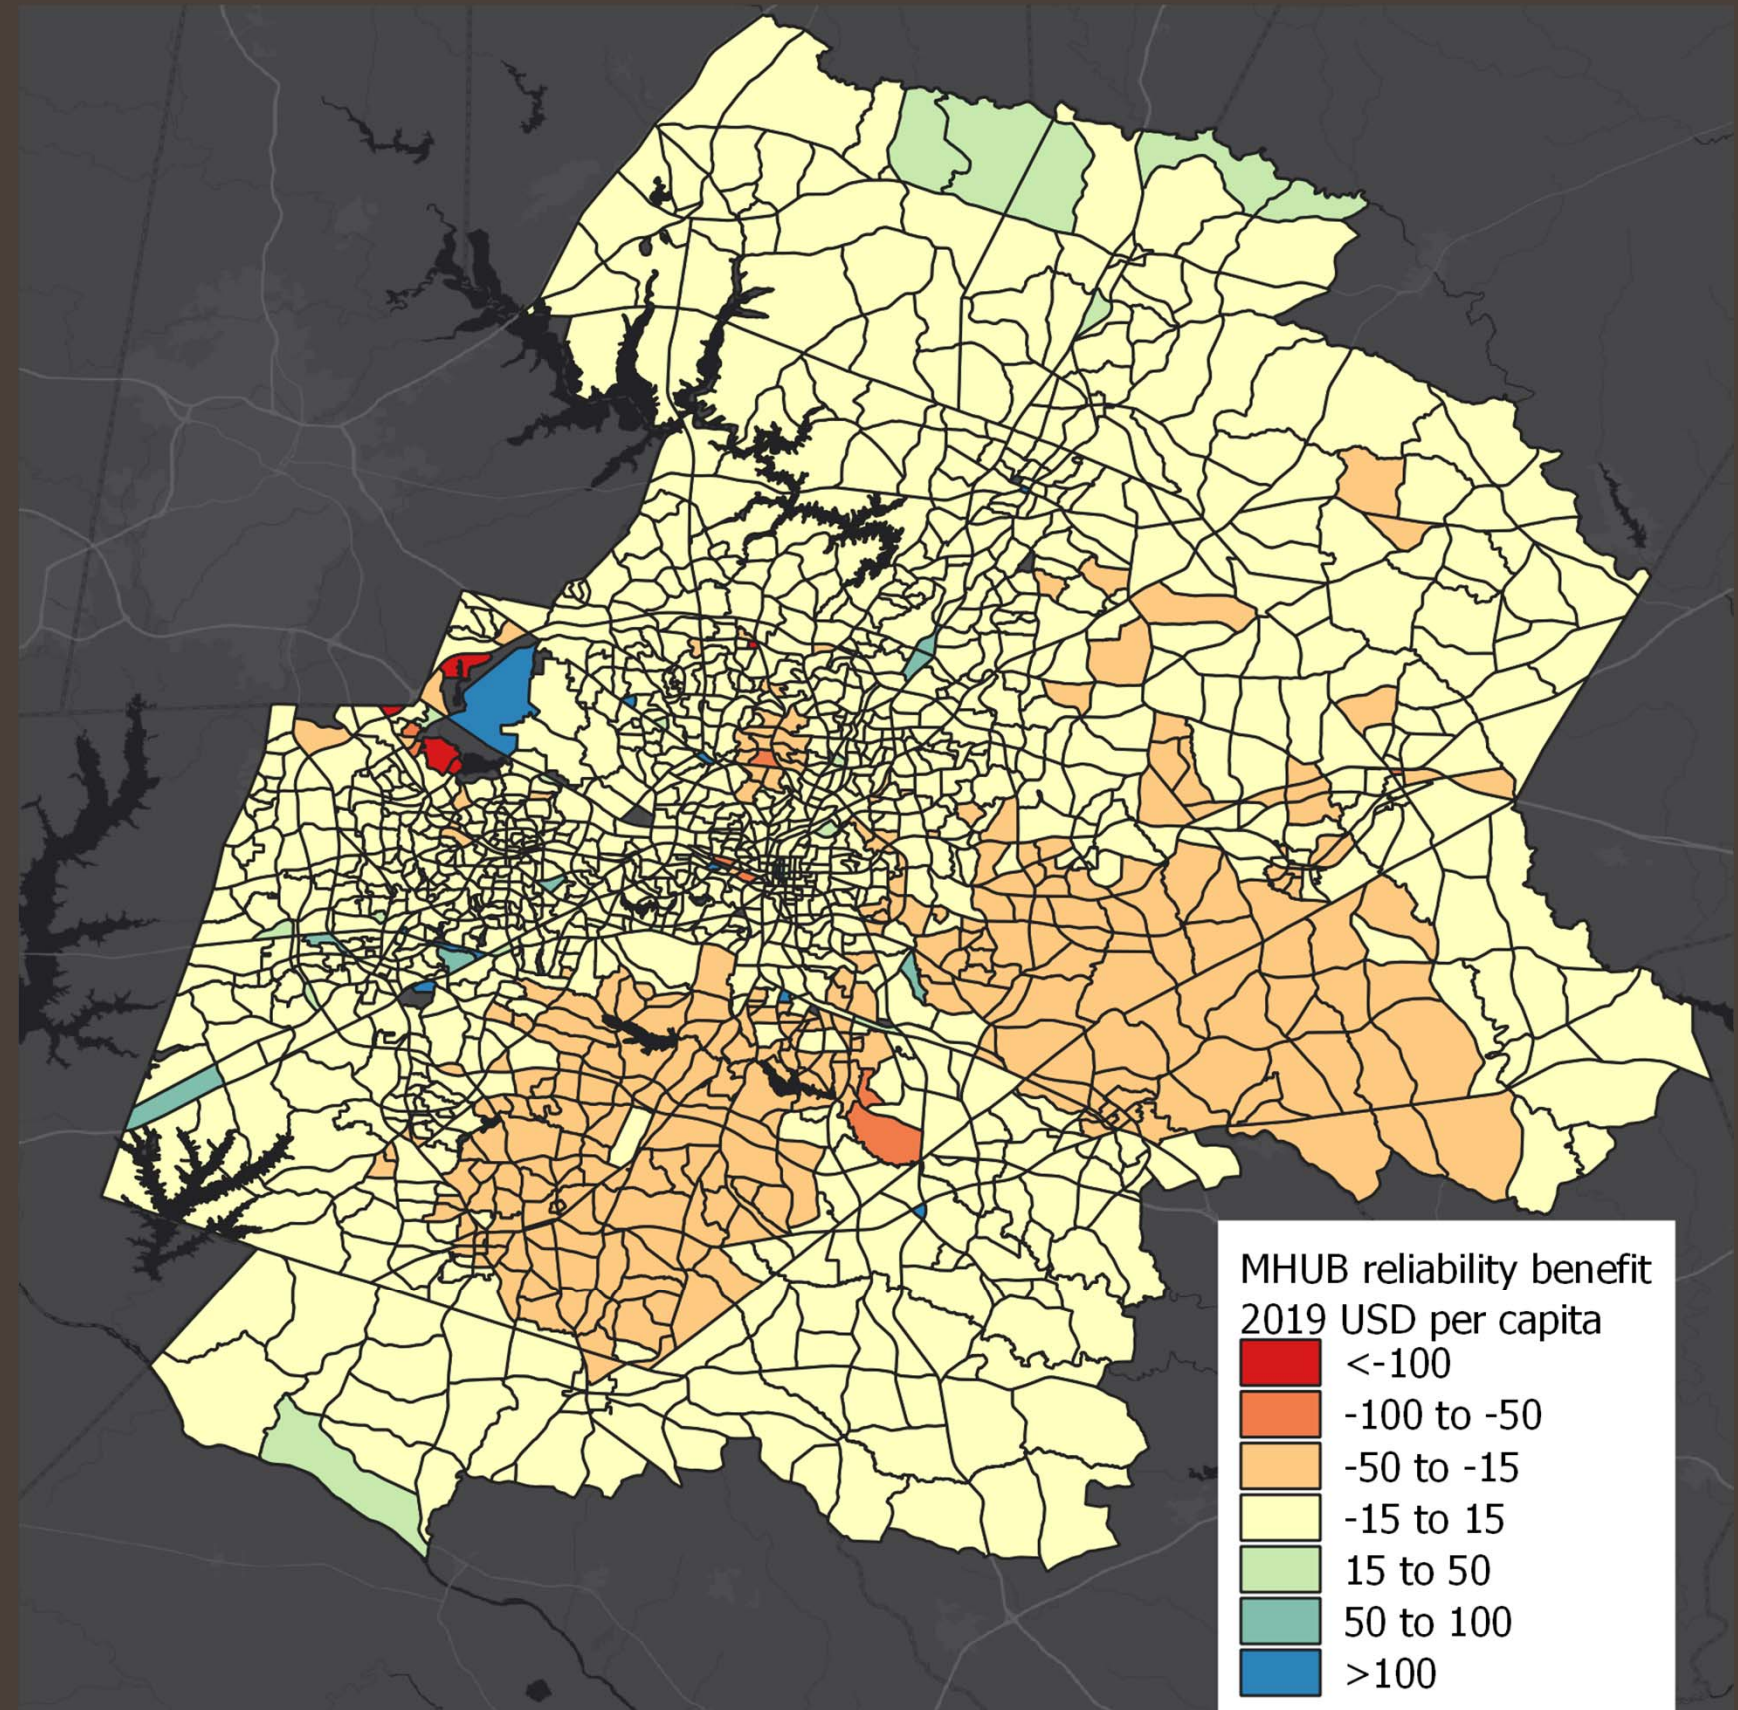 MHUB reliability benefit
2019 USD per capita
<-100
-100 to -50
-50 to -15
-15 to 15
15 to 50
50 to 100
>100